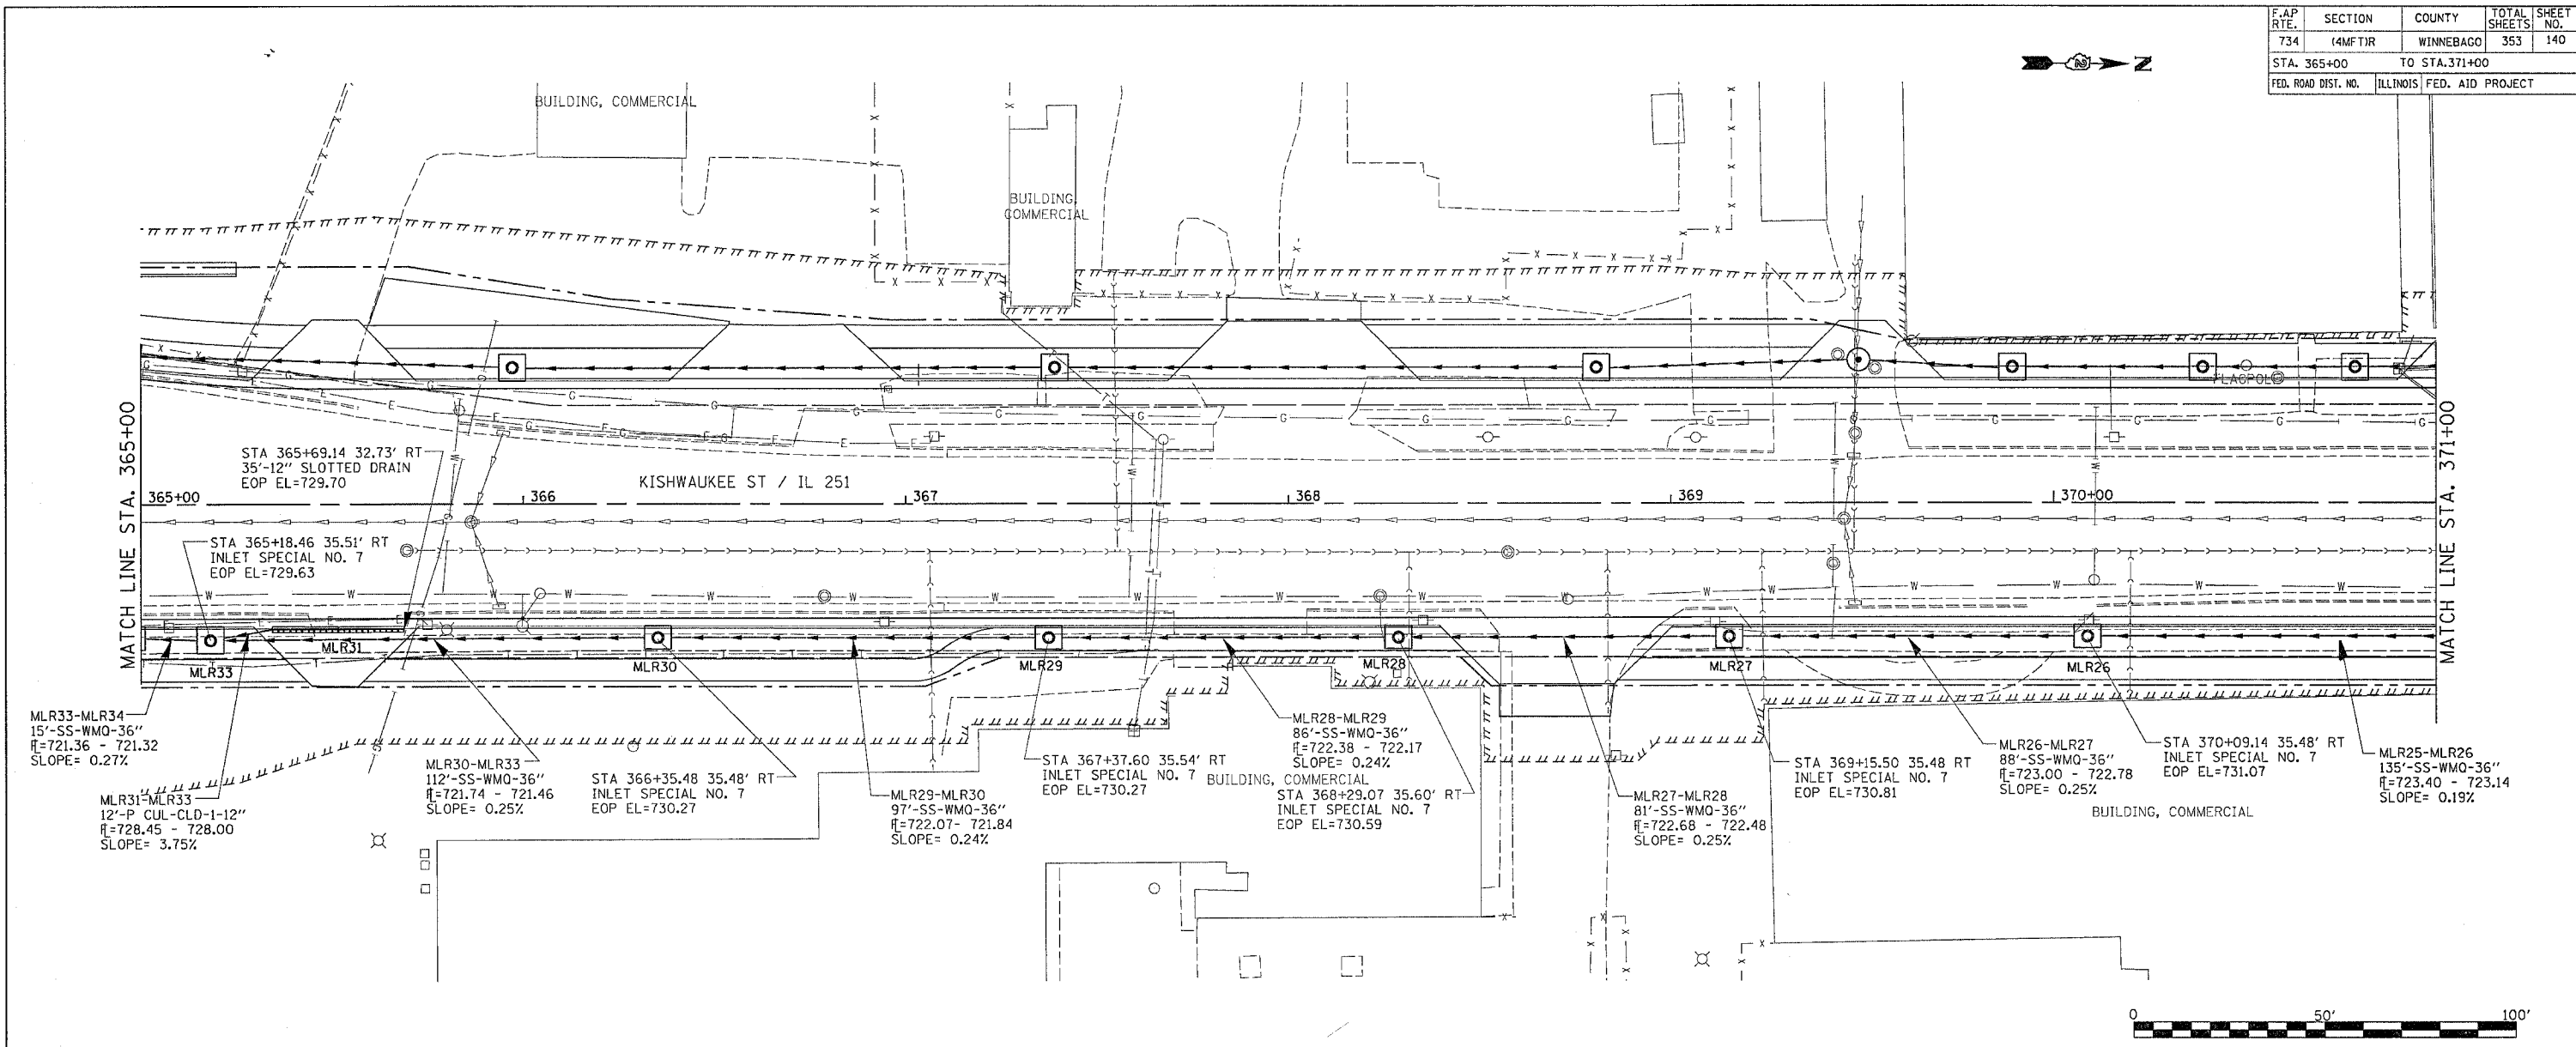 F.A.P RTE. SECTION COUNTY TOTAL SHEETS SHEET NO.
734 (4MFT)R WINNEBAGO 353 140
STA. 365+00 TO STA.371+00
FED. ROAD DIST. NO. ILLINOIS FED. AID PROJECT
N
BUILDING, COMMERCIAL
BUILDING, COMMERCIAL
FLAGPOLE
MATCH LINE STA. 365+00
MATCH LINE STA. 371+00
STA 365+69.14 32.73' RT
35'-12" SLOTTED DRAIN
EOP EL=729.70
KISHWAUKEE ST / IL 251
365+00 366 367 368 369 370+00
STA 365+18.46 35.51' RT
INLET SPECIAL NO. 7
EOP EL=729.63
MLR33 MLR31 MLR30 MLR29 MLR28 MLR27 MLR26
MLR33-MLR34
15'-SS-WMQ-36"
FL=721.36 - 721.32
SLOPE= 0.27%
MLR31-MLR33
12'-P CUL-CLD-1-12"
FL=728.45 - 728.00
SLOPE= 3.75%
MLR30-MLR33
112'-SS-WMQ-36"
FL=721.74 - 721.46
SLOPE= 0.25%
STA 366+35.48 35.48' RT
INLET SPECIAL NO. 7
EOP EL=730.27
MLR29-MLR30
97'-SS-WMQ-36"
FL=722.07- 721.84
SLOPE= 0.24%
STA 367+37.60 35.54' RT
INLET SPECIAL NO. 7
EOP EL=730.27
BUILDING, COMMERCIAL
MLR28-MLR29
86'-SS-WMQ-36"
FL=722.38 - 722.17
SLOPE= 0.24%
STA 368+29.07 35.60' RT
INLET SPECIAL NO. 7
EOP EL=730.59
MLR27-MLR28
81'-SS-WMQ-36"
FL=722.68 - 722.48
SLOPE= 0.25%
STA 369+15.50 35.48 RT
INLET SPECIAL NO. 7
EOP EL=730.81
MLR26-MLR27
88'-SS-WMQ-36"
FL=723.00 - 722.78
SLOPE= 0.25%
STA 370+09.14 35.48' RT
INLET SPECIAL NO. 7
EOP EL=731.07
BUILDING, COMMERCIAL
MLR25-MLR26
135'-SS-WMQ-36"
FL=723.40 - 723.14
SLOPE= 0.19%
0 50' 100'